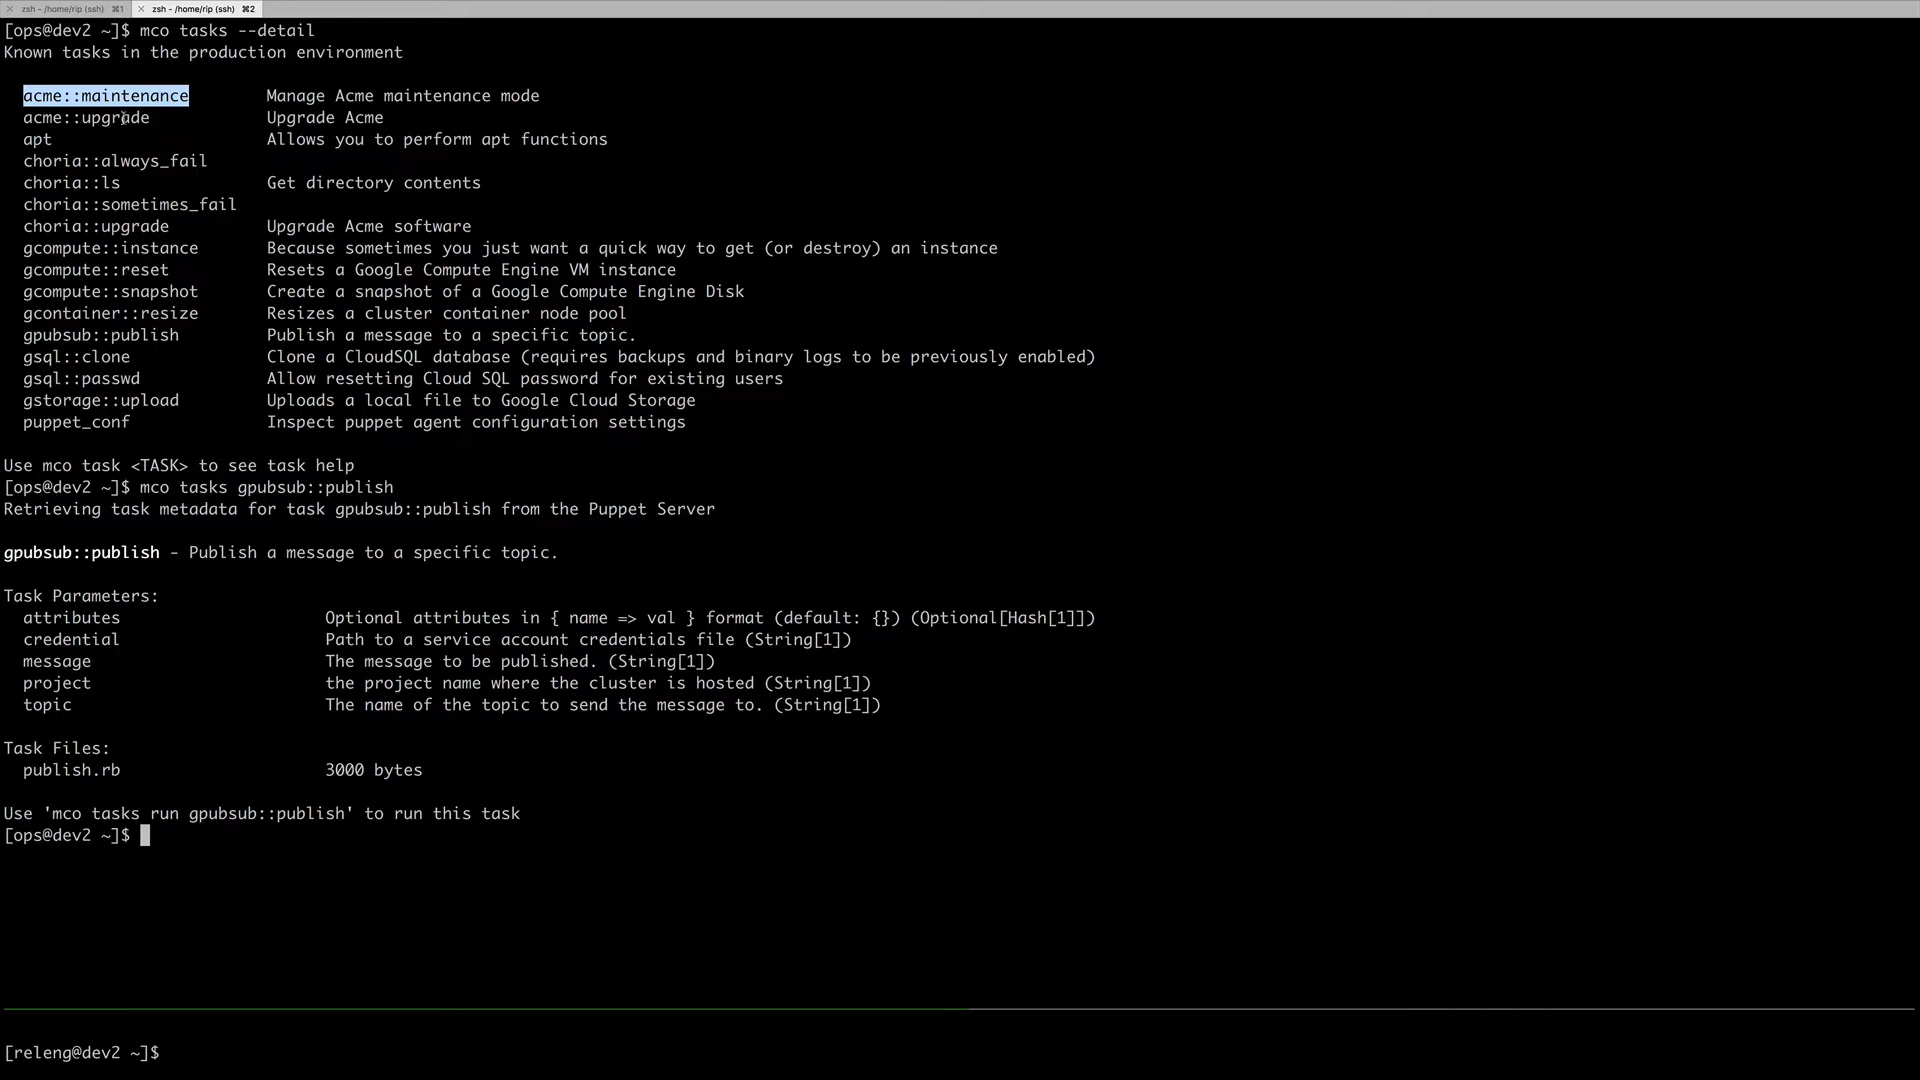 zsh - /home/rip (ssh) ⌘1 zsh - /home/rip (ssh) ⌘2
[ops@dev2 ~]$ mco tasks --detail
Known tasks in the production environment
acme::maintenance Manage Acme maintenance mode
acme::upgrade Upgrade Acme
apt Allows you to perform apt functions
choria::always_fail
choria::ls Get directory contents
choria::sometimes_fail
choria::upgrade Upgrade Acme software
gcompute::instance Because sometimes you just want a quick way to get (or destroy) an instance
gcompute::reset Resets a Google Compute Engine VM instance
gcompute::snapshot Create a snapshot of a Google Compute Engine Disk
gcontainer::resize Resizes a cluster container node pool
gpubsub::publish Publish a message to a specific topic.
gsql::clone Clone a CloudSQL database (requires backups and binary logs to be previously enabled)
gsql::passwd Allow resetting Cloud SQL password for existing users
gstorage::upload Uploads a local file to Google Cloud Storage
puppet_conf Inspect puppet agent configuration settings
Use mco task <TASK> to see task help
[ops@dev2 ~]$ mco tasks gpubsub::publish
Retrieving task metadata for task gpubsub::publish from the Puppet Server
gpubsub::publish - Publish a message to a specific topic.
Task Parameters:
attributes Optional attributes in { name => val } format (default: {}) (Optional[Hash[1]])
credential Path to a service account credentials file (String[1])
message The message to be published. (String[1])
project the project name where the cluster is hosted (String[1])
topic The name of the topic to send the message to. (String[1])
Task Files:
publish.rb 3000 bytes
Use 'mco tasks run gpubsub::publish' to run this task
[ops@dev2 ~]$
[releng@dev2 ~]$